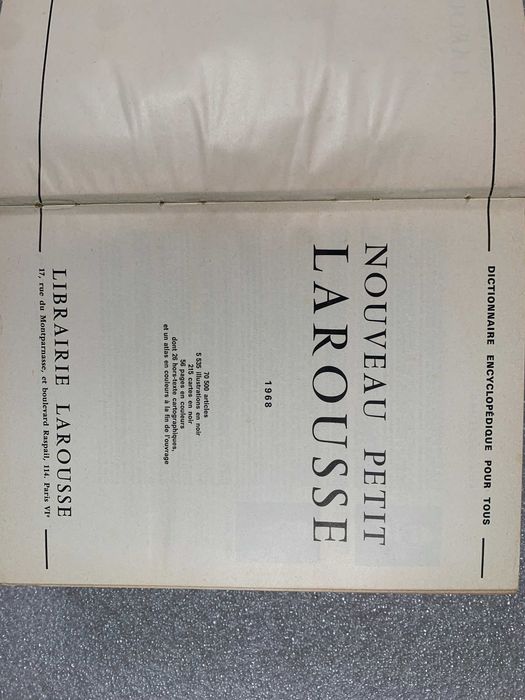 DICTIONNAIRE ENCYCLOPÉDIQUE POUR TOUS
NOUVEAU PETIT
LAROUSSE
1968
70 500 articles
5 535 illustrations en noir
215 cartes en noir
56 pages en couleurs
dont 26 hors-texte cartographiques,
et un atlas en couleurs à la fin de l'ouvrage
LIBRAIRIE LAROUSSE
17, rue du Montparnasse, et boulevard Raspail, 114. Paris VIᵉ